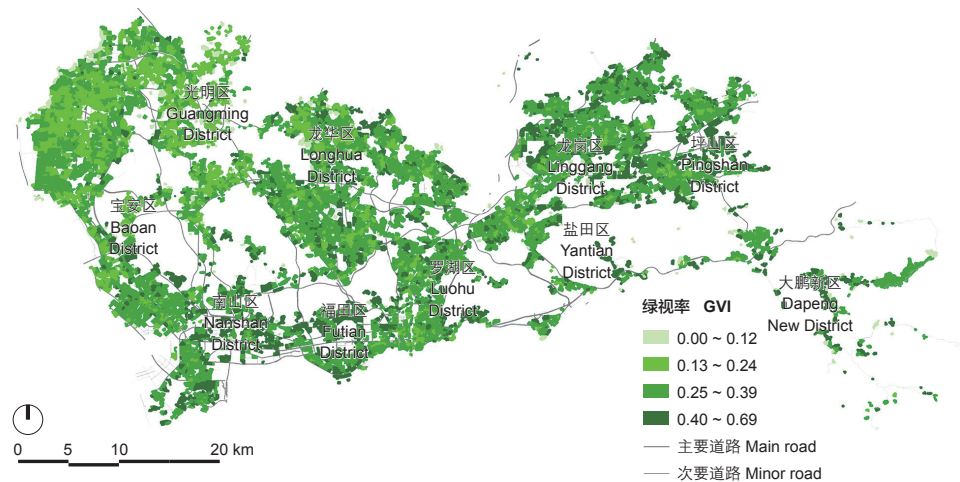 光明区
Guangming
District
龙华区
Longhua
District
龙岗区
Linggang
District
坪山区
Pingshan
District
宝安区
Baoan
District
盐田区
Yantian
District
罗湖区
Luohu
District
大鹏新区
Dapeng
New District
南山区
Nanshan
District
福田区
Futian
District
绿视率 GVI
0.00 ~ 0.12
0.13 ~ 0.24
0.25 ~ 0.39
0.40 ~ 0.69
主要道路 Main road
次要道路 Minor road
0 5 10 20 km